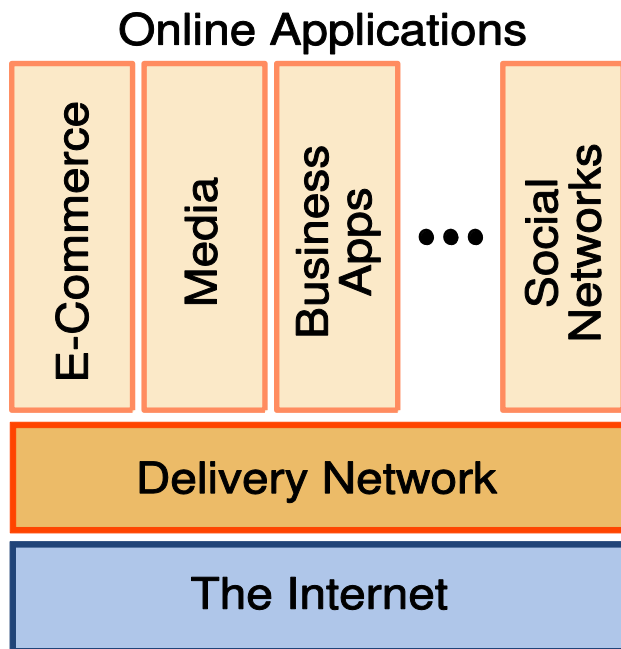 Online Applications
E-Commerce
Media
Business
Apps
•••
Social
Networks
Delivery Network
The Internet